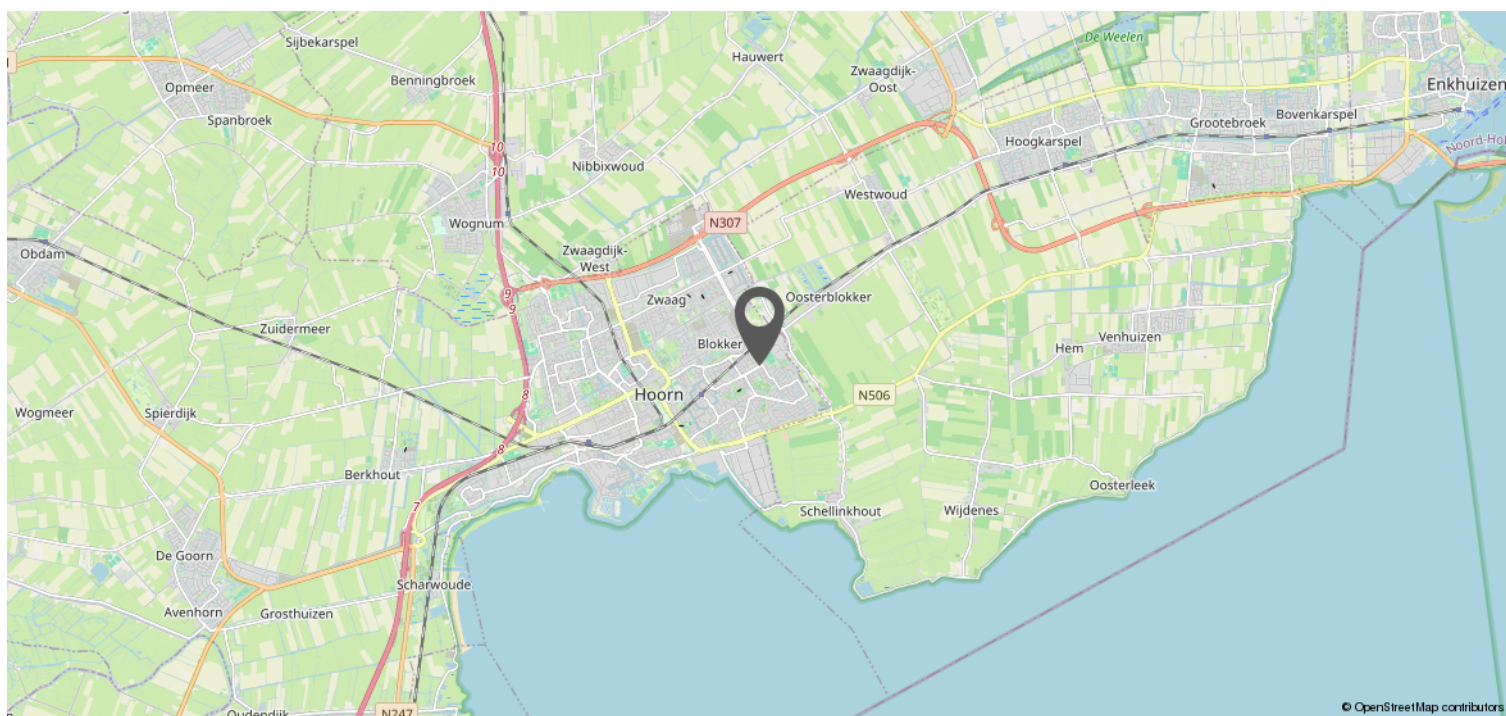 Sijbekarspel
Hauwert
De Weelen
Benningbroek
Zwaagdijk-
Oost
Opmeer
Enkhuizen
Spanbroek
Grootebroek
Bovenkarspel
Hoogkarspel
Noord-Hol
10
10
Nibbixwoud
Westwoud
Wognum
N307
Obdam
Zwaagdijk-
West
9
9
Zwaag
Oosterblokker
Zuidermeer
Blokker
Hem
Venhuizen
8
Hoorn
N506
Wogmeer
Spierdijk
8
Berkhout
Oosterleek
7
Schellinkhout
Wijdenes
De Goorn
Scharwoude
Avenhorn
Grosthuizen
Oudendijk
N247
© OpenStreetMap contributors